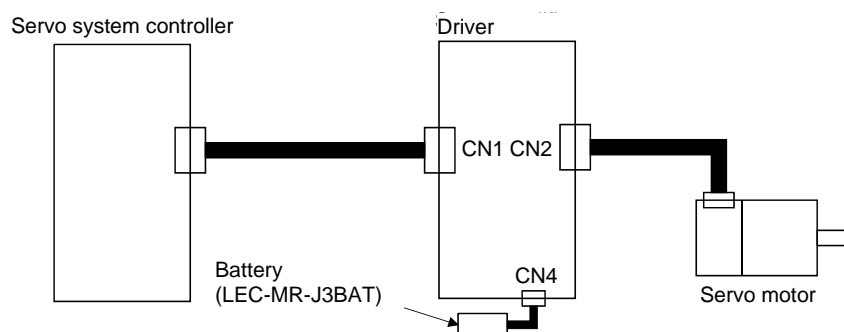 Servo system controller
Driver
CN1 CN2
CN4
Battery
(LEC-MR-J3BAT)
Servo motor